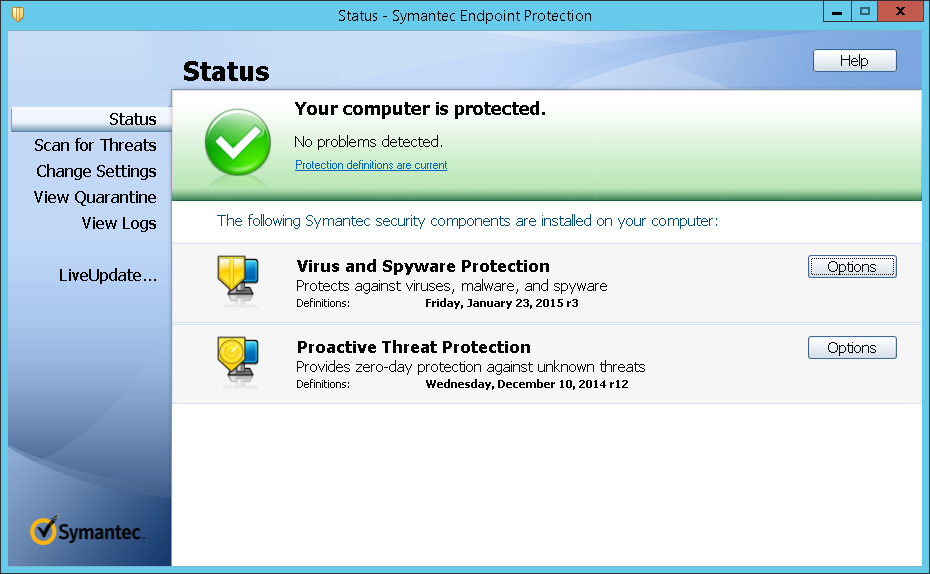 Status - Symantec Endpoint Protection
Status
Help
Status
Scan for Threats
Change Settings
View Quarantine
View Logs
LiveUpdate...
Your computer is protected.
No problems detected.
Protection definitions are current
The following Symantec security components are installed on your computer:
Virus and Spyware Protection
Options
Protects against viruses, malware, and spyware
Definitions: Friday, January 23, 2015 r3
Proactive Threat Protection
Options
Provides zero-day protection against unknown threats
Definitions: Wednesday, December 10, 2014 r12
Symantec.